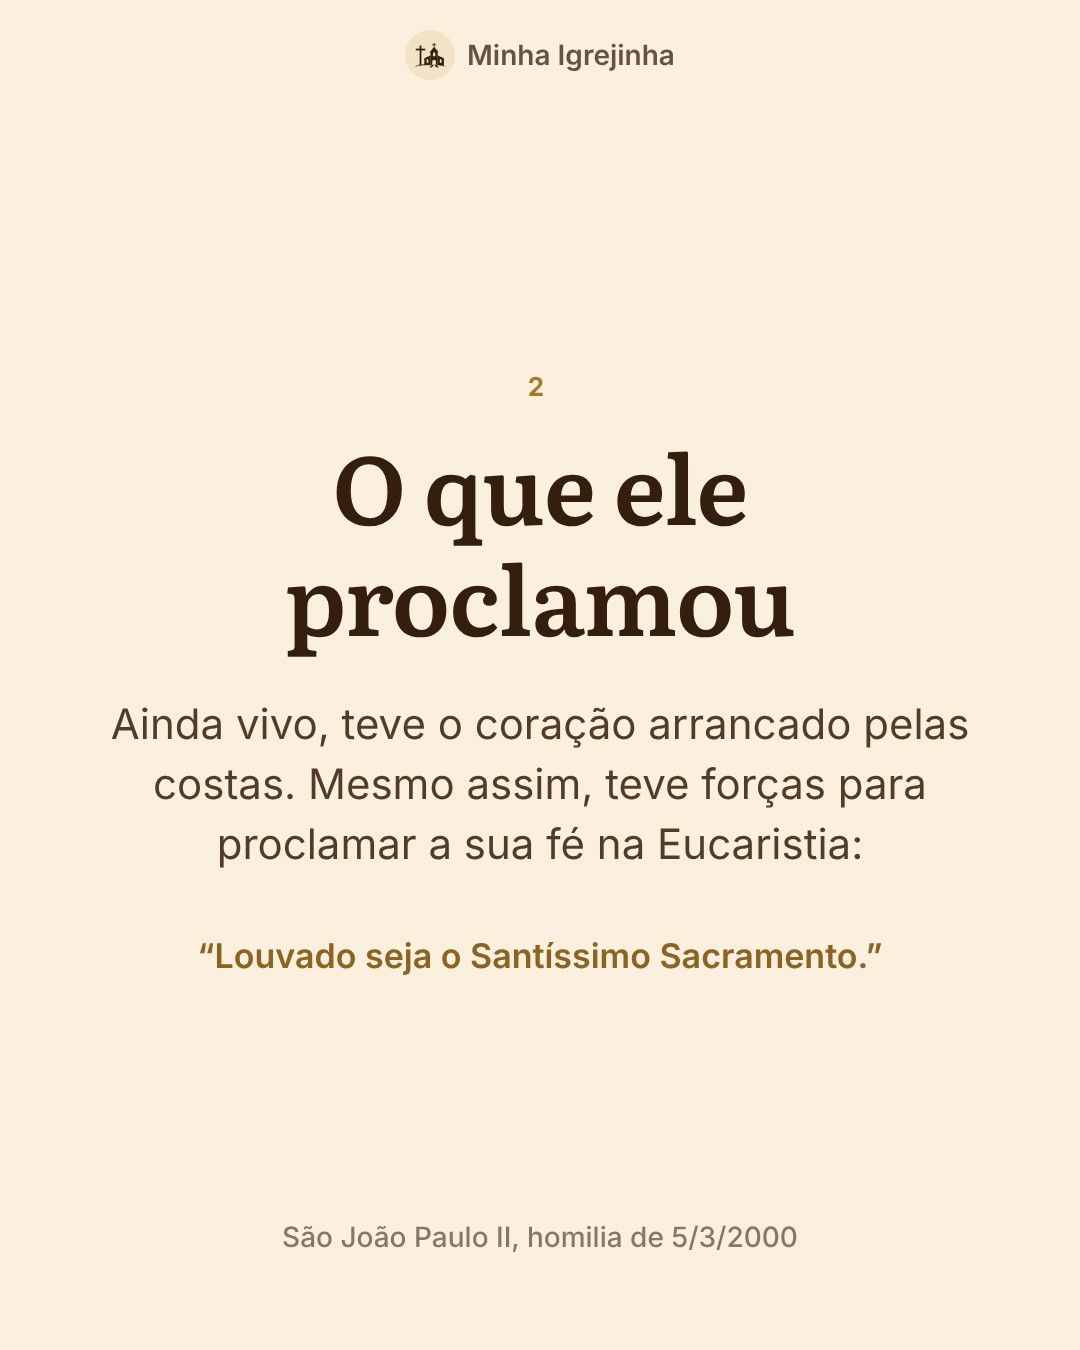 Minha Igrejinha
2
O que ele
proclamou
Ainda vivo, teve o coração arrancado pelas
costas. Mesmo assim, teve forças para
proclamar a sua fé na Eucaristia:
“Louvado seja o Santíssimo Sacramento.”
São João Paulo II, homilia de 5/3/2000